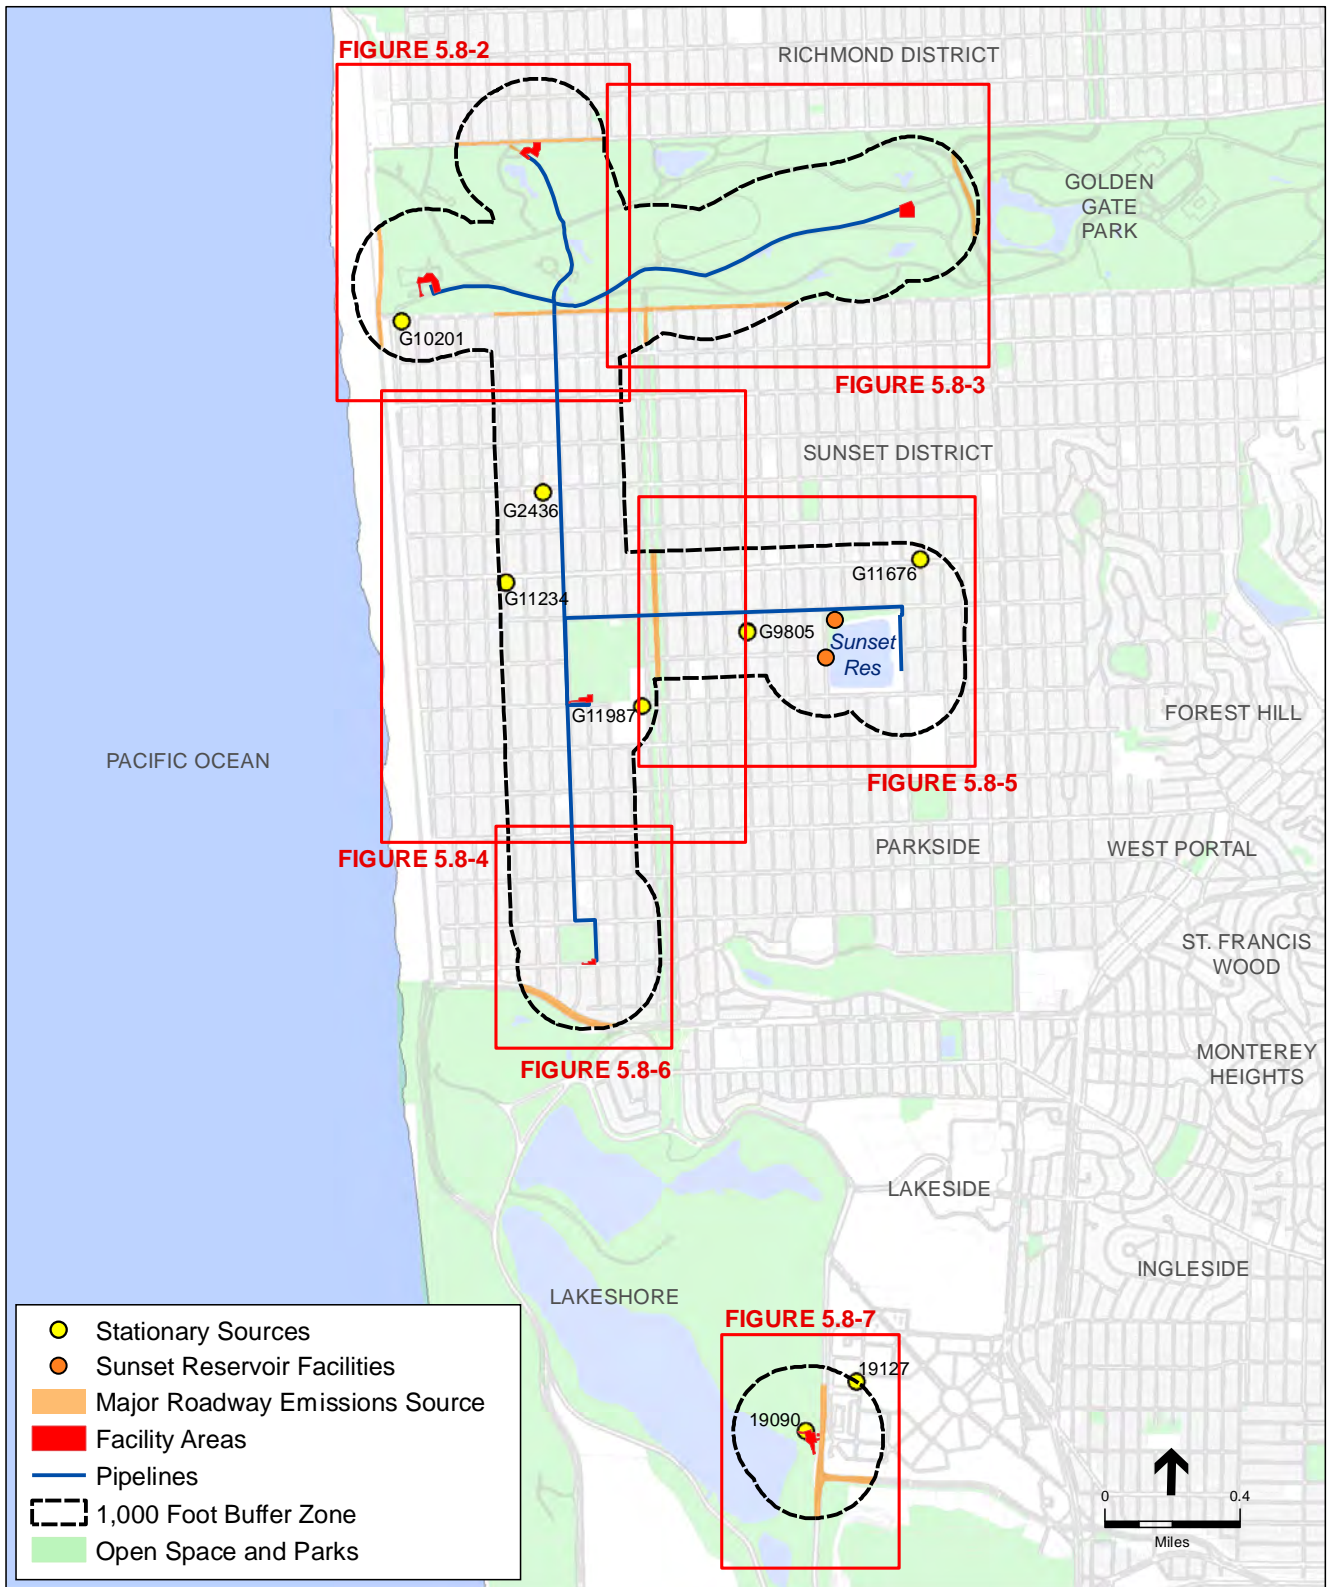 FIGURE 5.8-2
RICHMOND DISTRICT
GOLDEN
GATE
PARK
G10201
FIGURE 5.8-3
SUNSET DISTRICT
G2436
G11676
G11234
G9805
Sunset
Res
G11987
FOREST HILL
PACIFIC OCEAN
FIGURE 5.8-5
FIGURE 5.8-4
PARKSIDE
WEST PORTAL
ST. FRANCIS
WOOD
MONTEREY
HEIGHTS
FIGURE 5.8-6
LAKESIDE
INGLESIDE
LAKESHORE
FIGURE 5.8-7
19127
19090
Stationary Sources
Sunset Reservoir Facilities
Major Roadway Emissions Source
Facility Areas
Pipelines
1,000 Foot Buffer Zone
Open Space and Parks
0 0.4
Miles